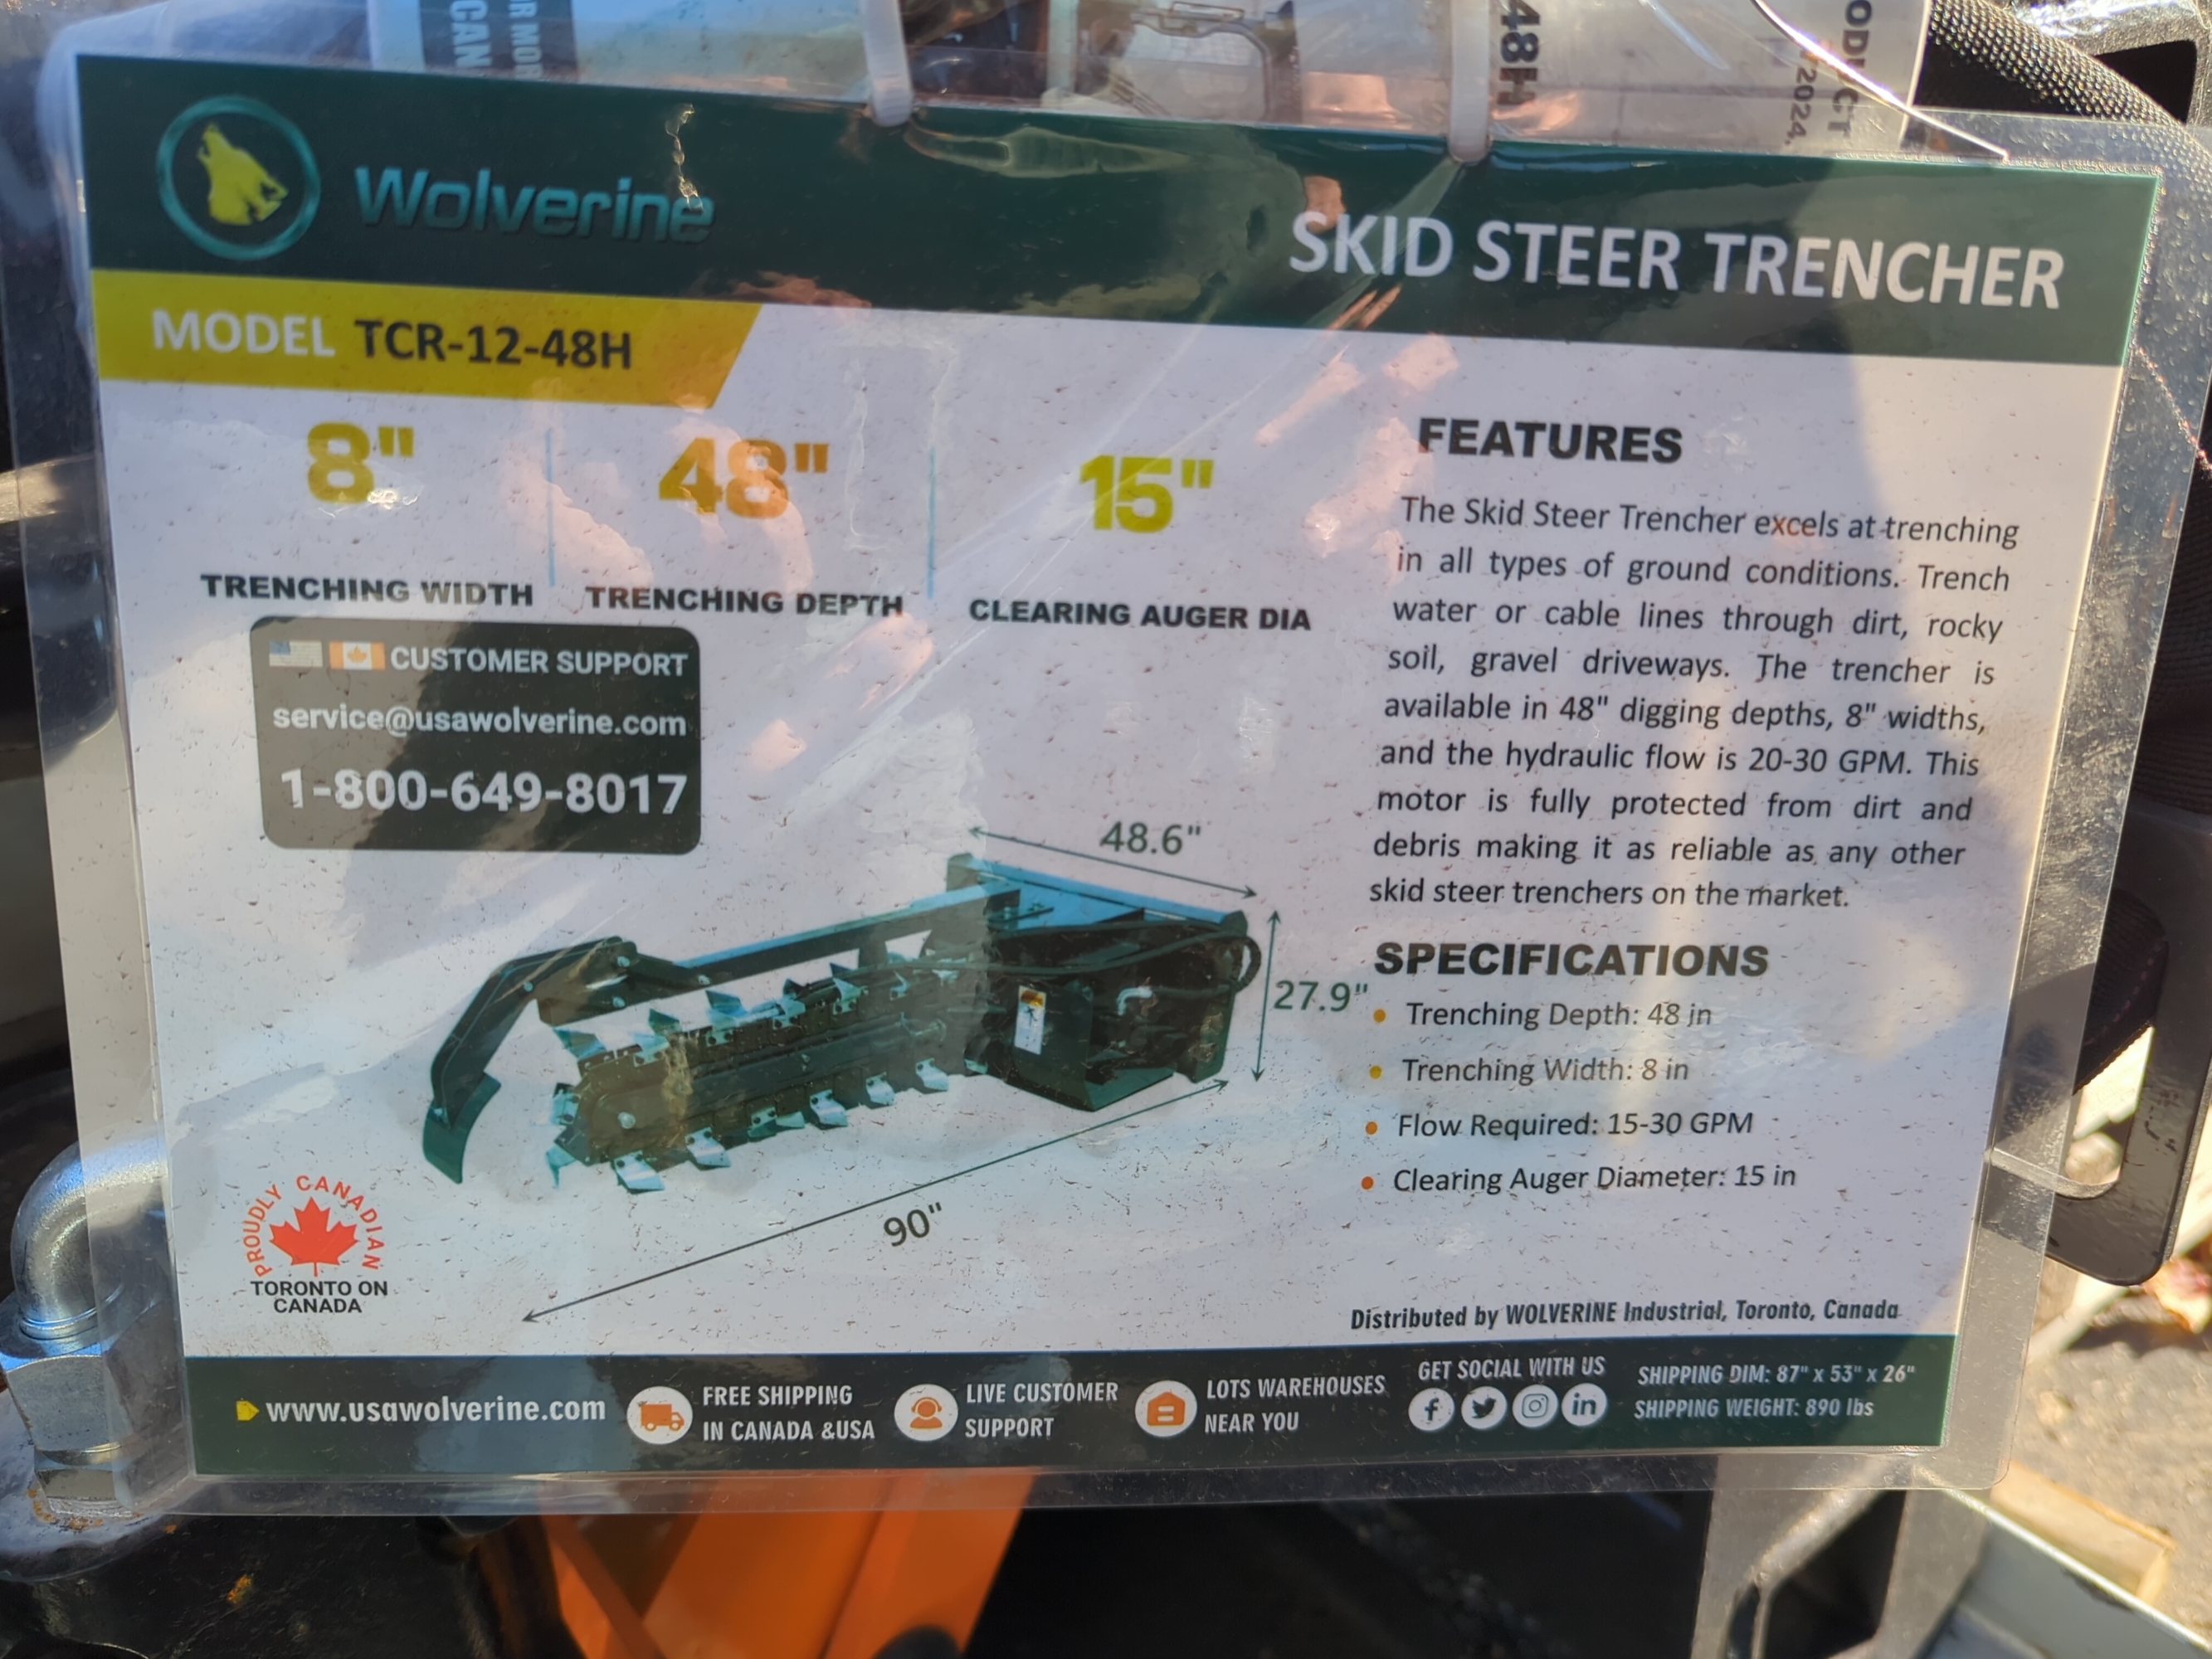 CAN
R MOR
48H
ODUCT
72024.
Wolverine
SKID STEER TRENCHER
MODEL TCR-12-48H
8"
48"
15"
TRENCHING WIDTH
TRENCHING DEPTH
CLEARING AUGER DIA
CUSTOMER SUPPORT
service@usawolverine.com
1-800-649-8017
FEATURES
The Skid Steer Trencher excels at trenching
in all types of ground conditions. Trench
water or cable lines through dirt, rocky
soil, gravel driveways. The trencher is
available in 48" digging depths, 8" widths,
and the hydraulic flow is 20-30 GPM. This
motor is fully protected from dirt and
debris making it as reliable as any other
skid steer trenchers on the market.
48.6"
27.9"
90"
SPECIFICATIONS
• Trenching Depth: 48 in
• Trenching Width: 8 in
• Flow Required: 15-30 GPM
• Clearing Auger Diameter: 15 in
PROUDLY CANADIAN
TORONTO ON
CANADA
Distributed by WOLVERINE Industrial, Toronto, Canada
www.usawolverine.com
FREE SHIPPING
IN CANADA &USA
LIVE CUSTOMER
SUPPORT
LOTS WAREHOUSES
NEAR YOU
GET SOCIAL WITH US
SHIPPING DIM: 87" x 53" x 26"
SHIPPING WEIGHT: 890 lbs